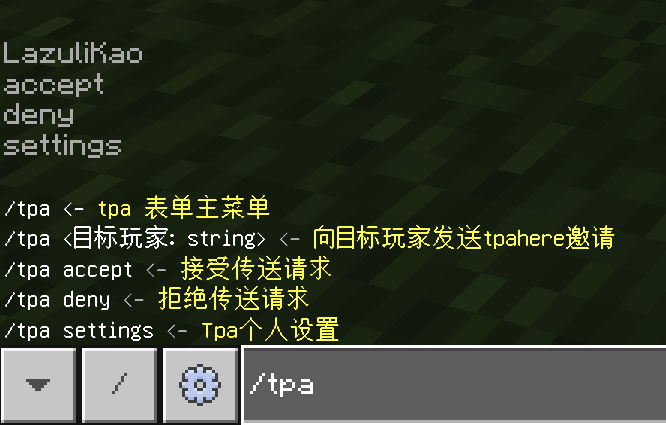 LazuliKao
accept
deny
settings
/tpa <- tpa 表单主菜单
/tpa <目标玩家: string> <- 向目标玩家发送tpahere邀请
/tpa accept <- 接受传送请求
/tpa deny <- 拒绝传送请求
/tpa settings <- Tpa个人设置
/ /tpa